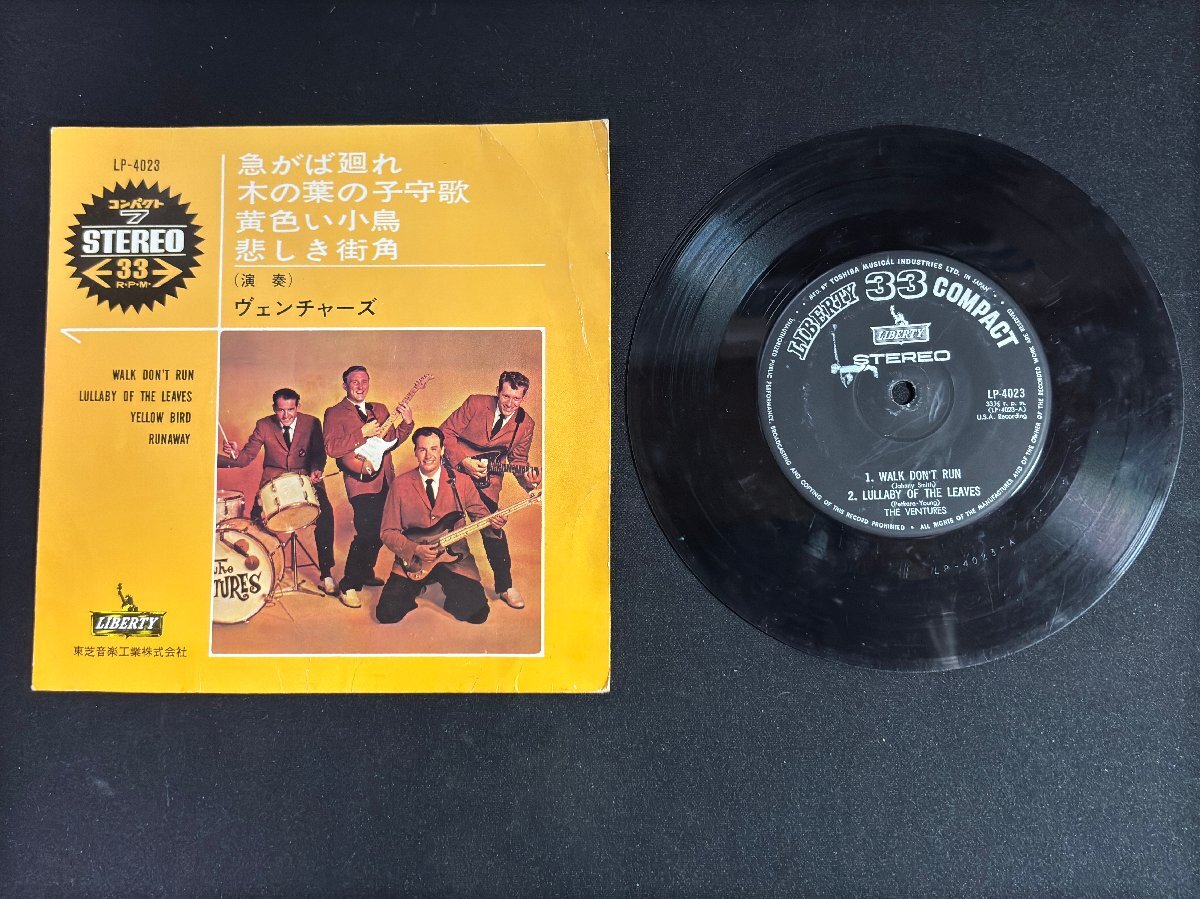 LP-4023
コンパクト
7
STEREO
33
R・P・M・
急がば廻れ
木の葉の子守歌
黄色い小鳥
悲しき街角
(演 奏)
ヴェンチャーズ
1
WALK DON'T RUN
LULLABY OF THE LEAVES
YELLOW BIRD
RUNAWAY
The
TURES
LIBERTY
東芝音楽工業株式会社
MFD. BY TOSHIBA MUSICAL INDUSTRIES LTD. IN JAPAN
LIBERTY 33 COMPACT
LIBERTY
STEREO
LP-4023
33⅓ r. p. m.
(LP-4023-A)
U.S.A. Recording
1. WALK DON'T RUN
(Johnny Smith)
2. LULLABY OF THE LEAVES
(Petkere-Young)
THE VENTURES
UNAUTHORIZED PUBLIC PERFORMANCE, BROADCASTING AND COPYING OF THIS RECORD PROHIBITED • ALL RIGHTS OF THE MANUFACTURER AND OF THE OWNER OF THE RECORDED WORK ARE RESERVED
LP-4023-A